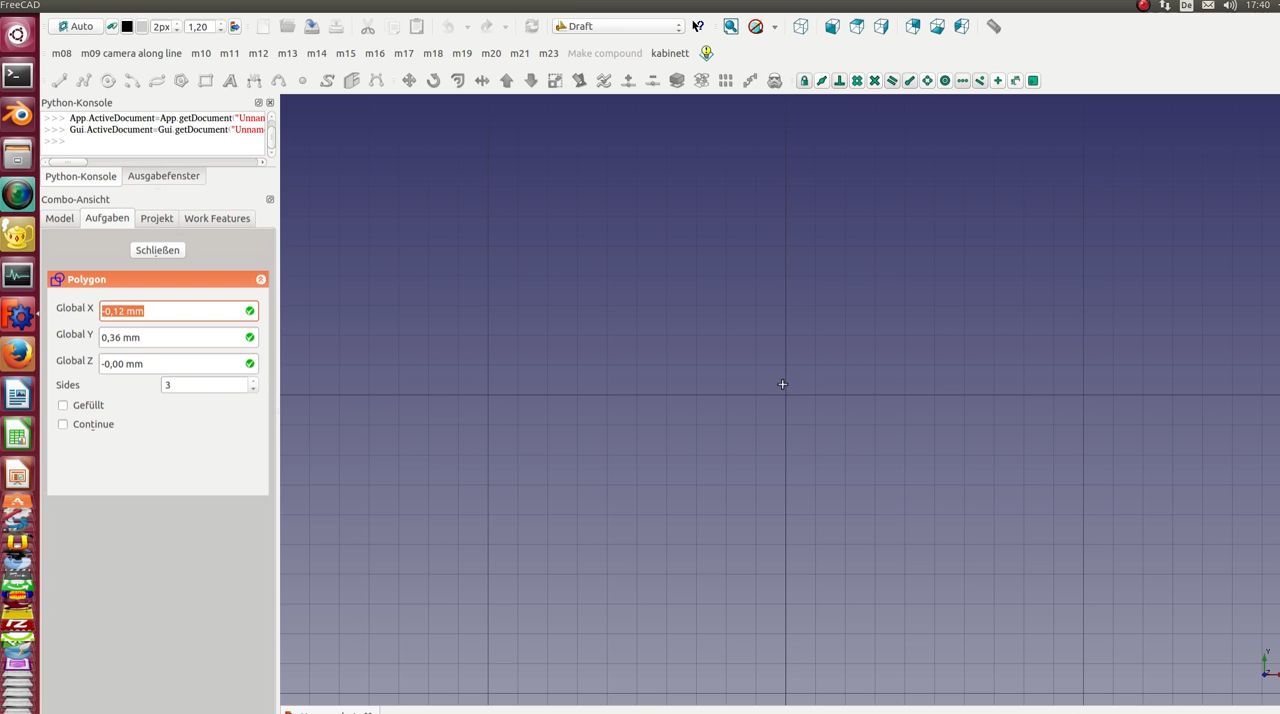 FreeCAD
De
17:40
Auto
2px
1,20
Draft
m08 m09 camera along line m10 m11 m12 m13 m14 m15 m16 m17 m18 m19 m20 m21 m23 Make compound kabinett
Python-Konsole
>>> App.ActiveDocument=App.getDocument("Unnan
>>> Gui.ActiveDocument=Gui.getDocument("Unnam
>>>
Python-Konsole Ausgabefenster
Combo-Ansicht
Model Aufgaben Projekt Work Features
Schließen
Polygon
Global X -0,12 mm
Global Y 0,36 mm
Global Z -0,00 mm
Sides 3
Gefüllt
Continue
Y